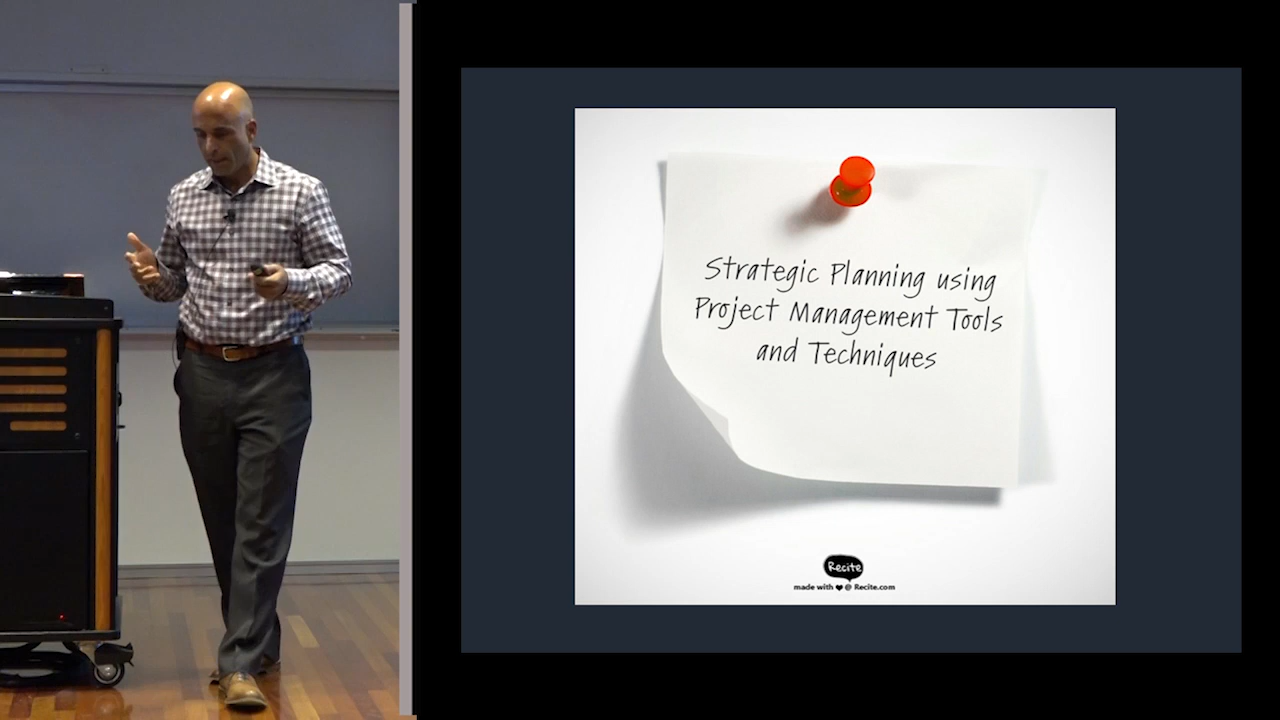 Strategic Planning using
Project Management Tools
and Techniques
Recite
made with ❤ @ Recite.com